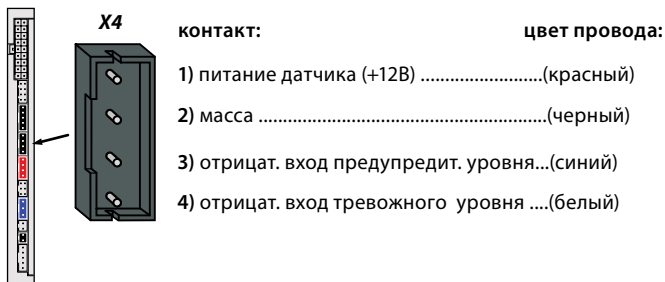 X4
контакт: цвет провода:
1) питание датчика (+12В) .........................(красный)
2) масса ............................................................(черный)
3) отрицат. вход предупредит. уровня...(синий)
4) отрицат. вход тревожного уровня ....(белый)